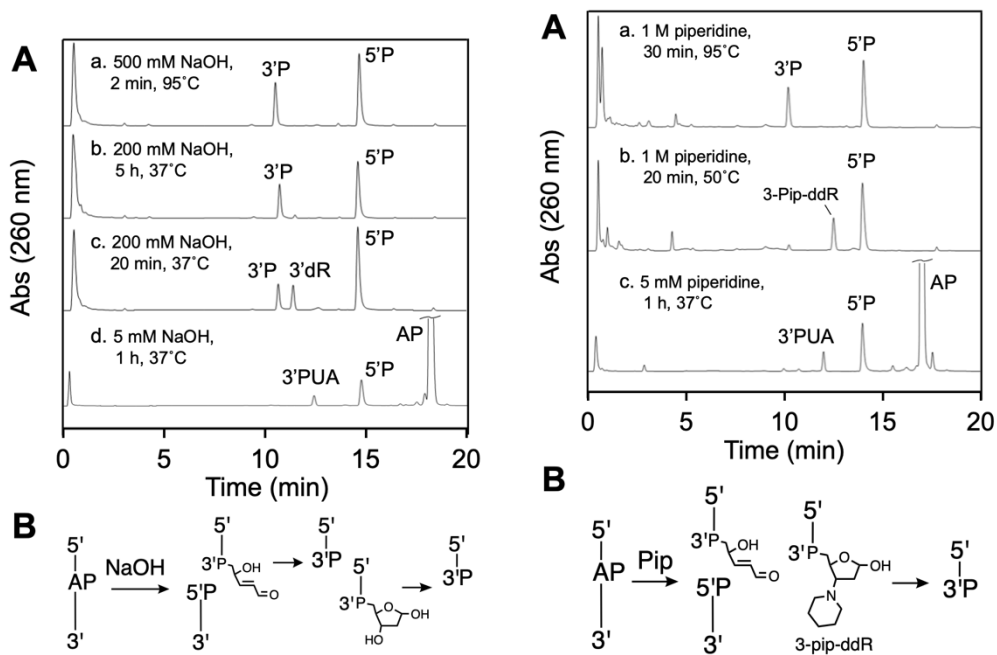 A
Abs (260 nm)
a. 500 mM NaOH,
2 min, 95˚C
3'P
5'P
b. 200 mM NaOH,
5 h, 37˚C
3'P
5'P
c. 200 mM NaOH,
20 min, 37˚C
3'P
3'dR
5'P
d. 5 mM NaOH,
1 h, 37˚C
3'PUA
5'P
AP
0 5 10 15 20
Time (min)
B
5'
AP
3'
NaOH
5'
3'P
OH
O
5'P
3'
5'
3'P
3'
P
O
OH
HO
5'
3'P
A
Abs (260 nm)
a. 1 M piperidine,
30 min, 95˚C
3'P
5'P
b. 1 M piperidine,
20 min, 50˚C
3-Pip-ddR
5'P
c. 5 mM piperidine,
1 h, 37˚C
3'PUA
5'P
AP
0 5 10 15 20
Time (min)
B
5'
AP
3'
Pip
5'
3'P
OH
O
5'P
3'
5'
3'P
O
OH
N
3-pip-ddR
5'
3'P